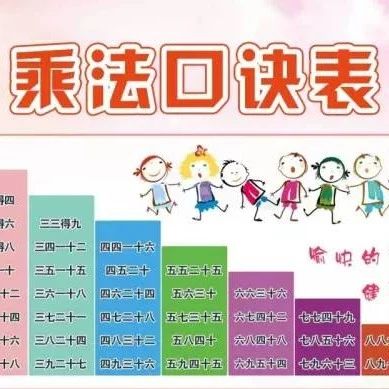 乘法口诀表
愉快的
健
得四
得六
得八
一十
十二
十四
十六
十八
三三得九
三四一十二
三五一十五
三六一十八
三七二十一
三八二十四
三九二十七
四四一十六
四五二十
四六二十四
四七二十八
四八三十二
四九三十六
五五二十五
五六三十
五七三十五
五八四十
五九四十五
六六三十六
六七四十二
六八四十八
六九五十四
七七四十九
七八五十六
七九六十三
八八
八九